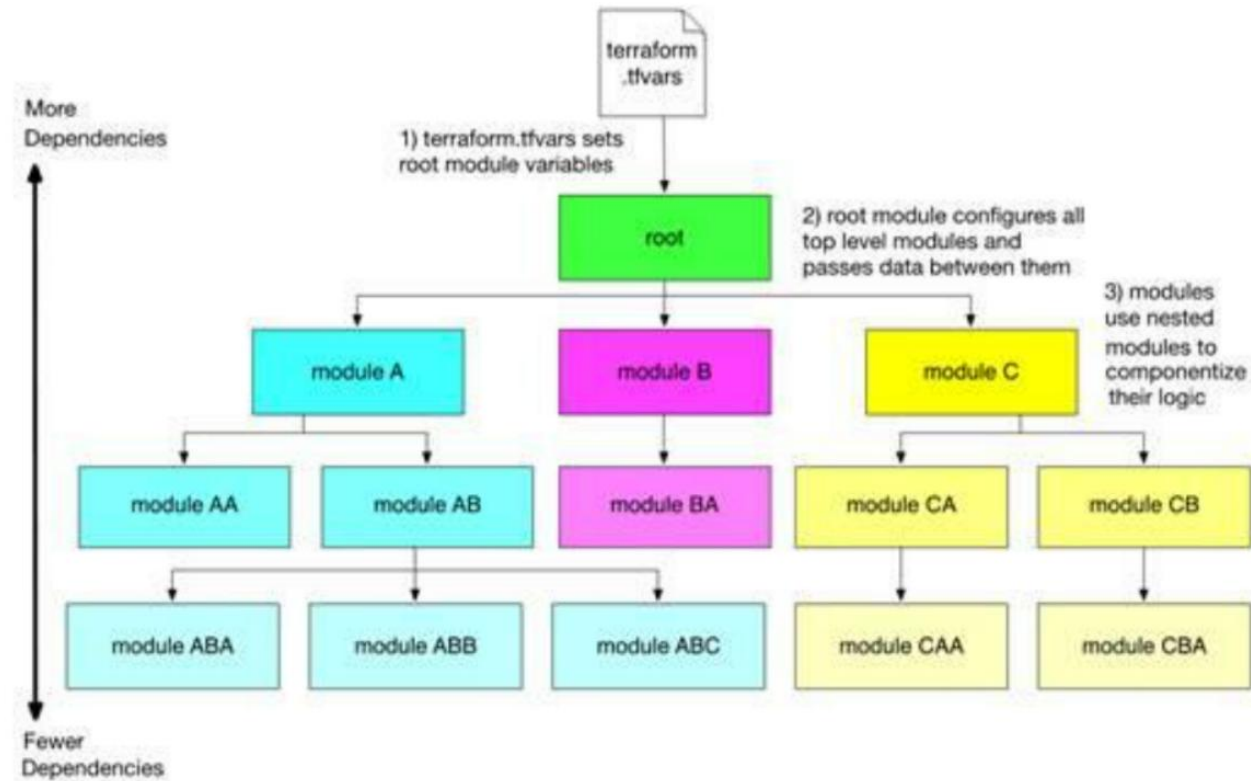 terraform
.tfvars
More
Dependencies
1) terraform.tfvars sets
root module variables
root
2) root module configures all
top level modules and
passes data between them
3) modules
use nested
modules to
componentize
their logic
module A
module B
module C
module AA
module AB
module BA
module CA
module CB
module ABA
module ABB
module ABC
module CAA
module CBA
Fewer
Dependencies